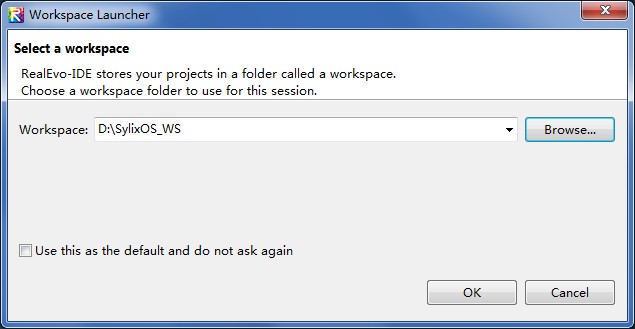 Workspace Launcher
Select a workspace
RealEvo-IDE stores your projects in a folder called a workspace.
Choose a workspace folder to use for this session.
Workspace: D:\SylixOS_WS Browse...
Use this as the default and do not ask again
OK Cancel